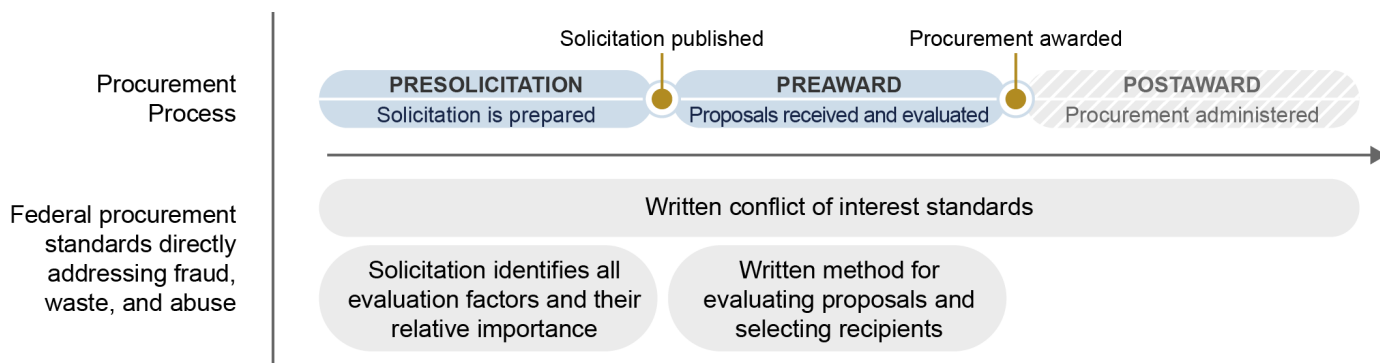 Solicitation published
Procurement awarded
Procurement
Process
PRESOLICITATION
Solicitation is prepared
PREAWARD
Proposals received and evaluated
POSTAWARD
Procurement administered
Federal procurement
standards directly
addressing fraud,
waste, and abuse
Written conflict of interest standards
Solicitation identifies all
evaluation factors and their
relative importance
Written method for
evaluating proposals and
selecting recipients